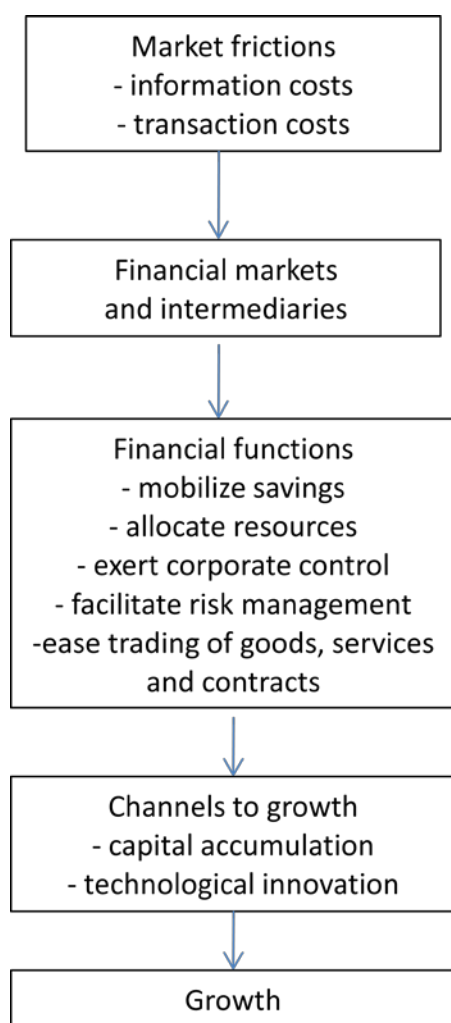 Market frictions
- information costs
- transaction costs
Financial markets
and intermediaries
Financial functions
- mobilize savings
- allocate resources
- exert corporate control
- facilitate risk management
-ease trading of goods, services
and contracts
Channels to growth
- capital accumulation
- technological innovation
Growth